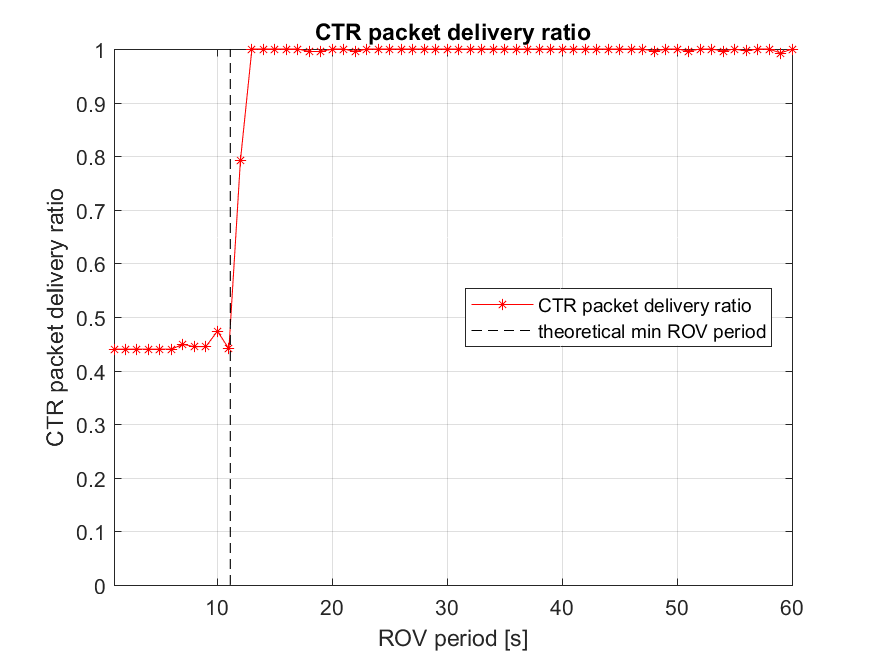 CTR packet delivery ratio
1
0.9
0.8
0.7
0.6
0.5
0.4
0.3
0.2
0.1
0
CTR packet delivery ratio
CTR packet delivery ratio
theoretical min ROV period
10 20 30 40 50 60
ROV period [s]